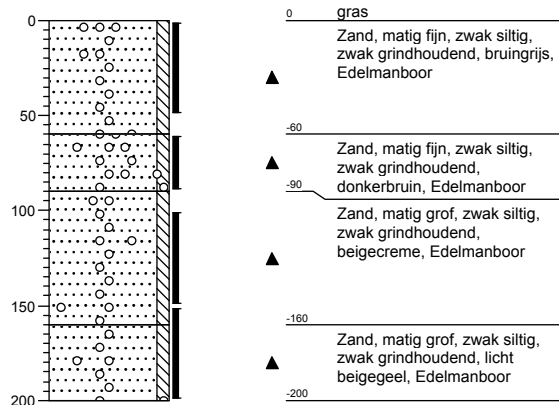 0
50
100
150
200
0
gras
Zand, matig fijn, zwak siltig,
zwak grindhoudend, bruingrijs,
Edelmanboor
-60
Zand, matig fijn, zwak siltig,
zwak grindhoudend,
donkerbruin, Edelmanboor
-90
Zand, matig grof, zwak siltig,
zwak grindhoudend,
beigecreme, Edelmanboor
-160
Zand, matig grof, zwak siltig,
zwak grindhoudend, licht
beigegeel, Edelmanboor
-200